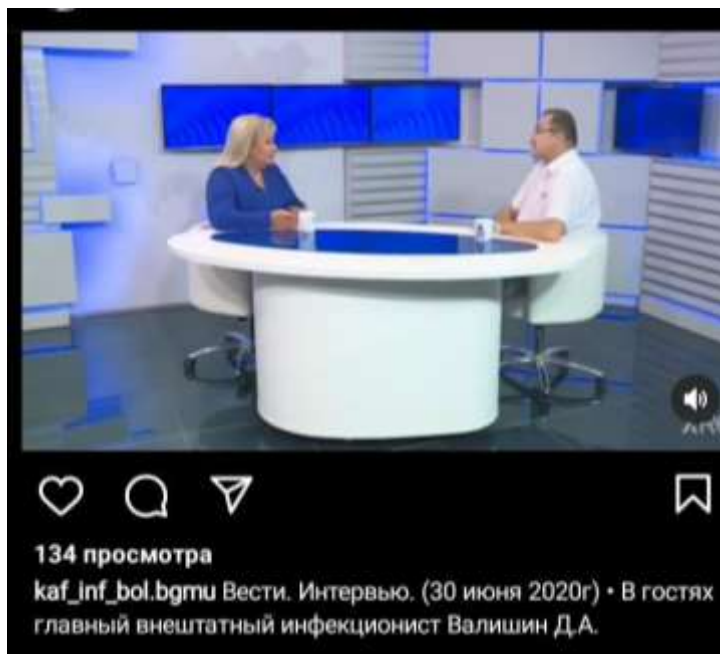 134 просмотра
kaf_inf_bol.bgmu Вести. Интервью. (30 июня 2020г) • В гостях
главный внештатный инфекционист Валишин Д.А.